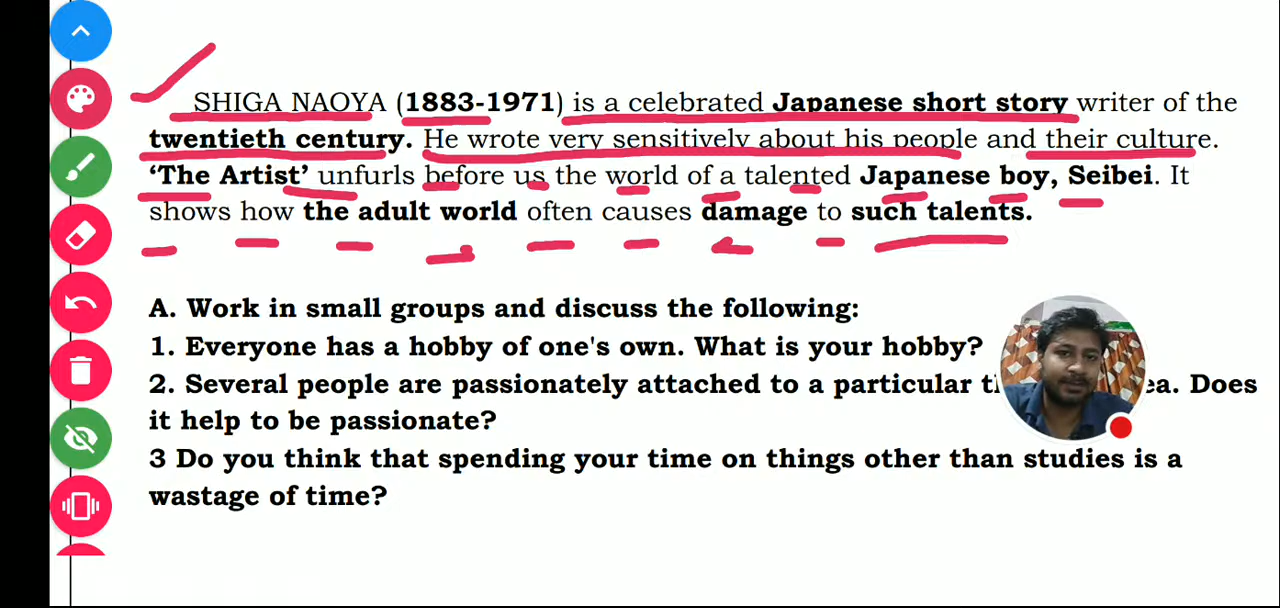 SHIGA NAOYA (1883-1971) is a celebrated Japanese short story writer of the
twentieth century. He wrote very sensitively about his people and their culture.
‘The Artist’ unfurls before us the world of a talented Japanese boy, Seibei. It
shows how the adult world often causes damage to such talents.
A. Work in small groups and discuss the following:
1. Everyone has a hobby of one's own. What is your hobby?
2. Several people are passionately attached to a particular Does
it help to be passionate?
3 Do you think that spending your time on things other than studies is a
wastage of time?